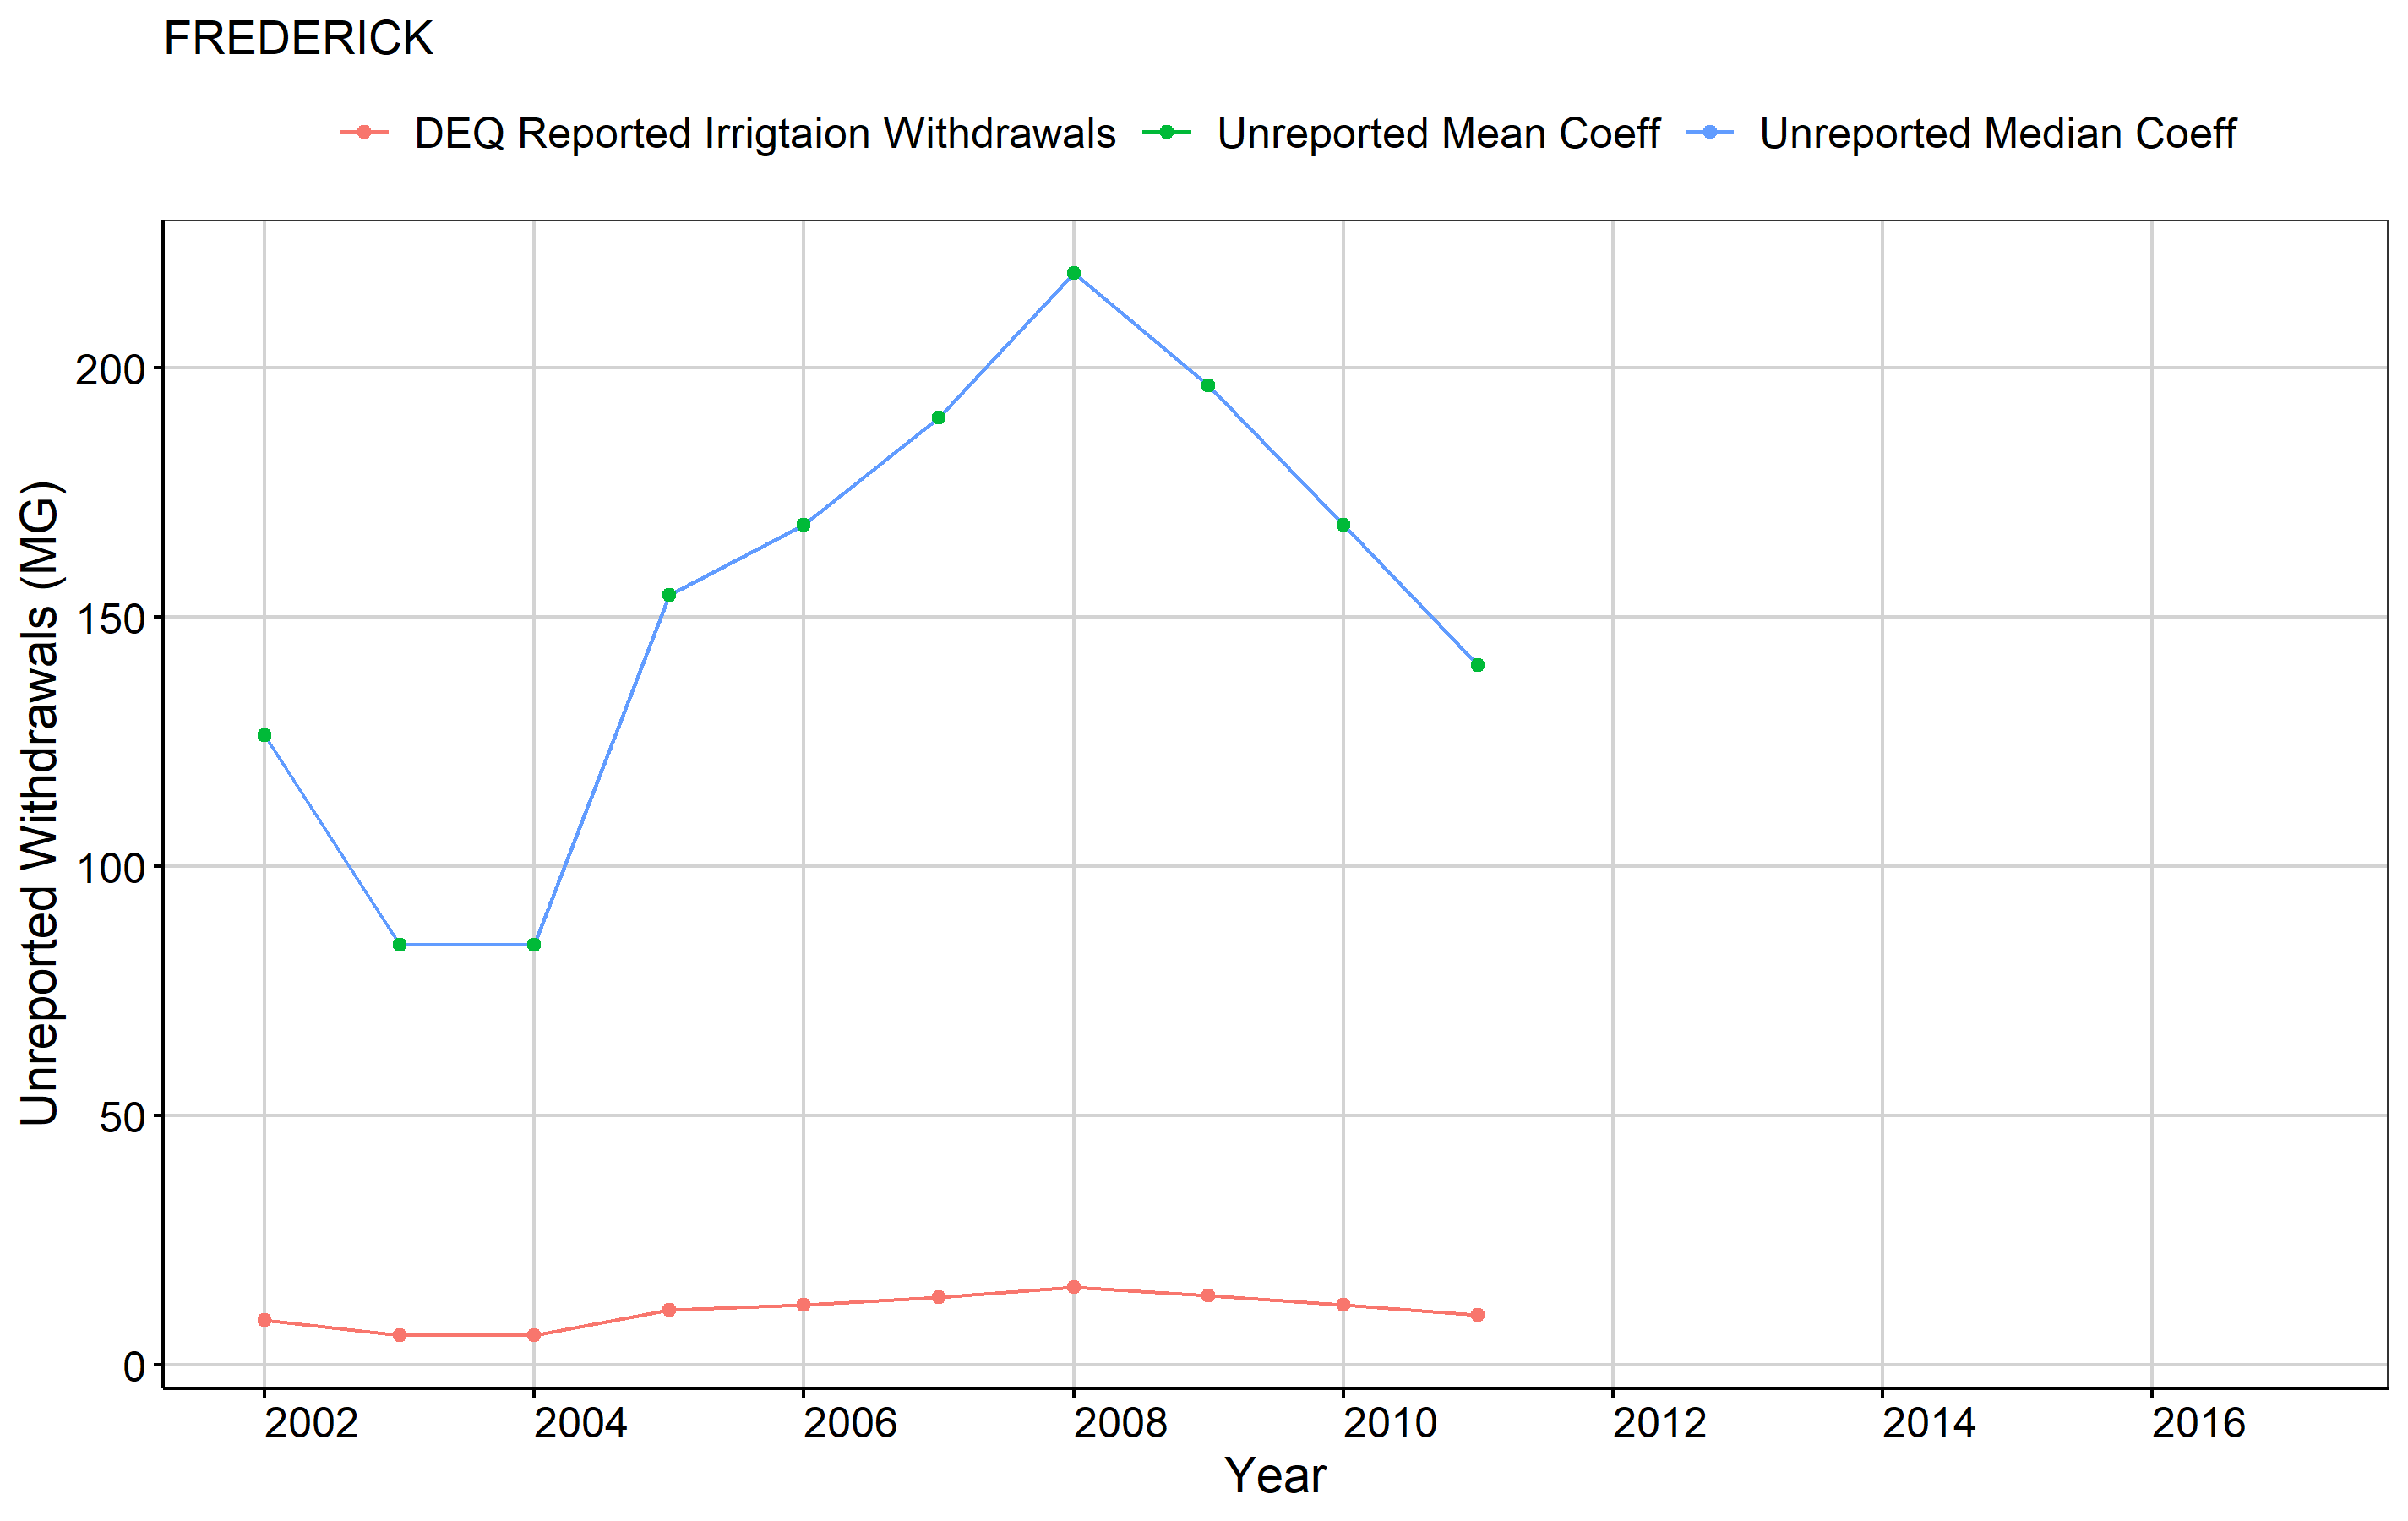 FREDERICK
DEQ Reported Irrigtaion Withdrawals Unreported Mean Coeff Unreported Median Coeff
Unreported Withdrawals (MG)
200
150
100
50
0
2002 2004 2006 2008 2010 2012 2014 2016
Year